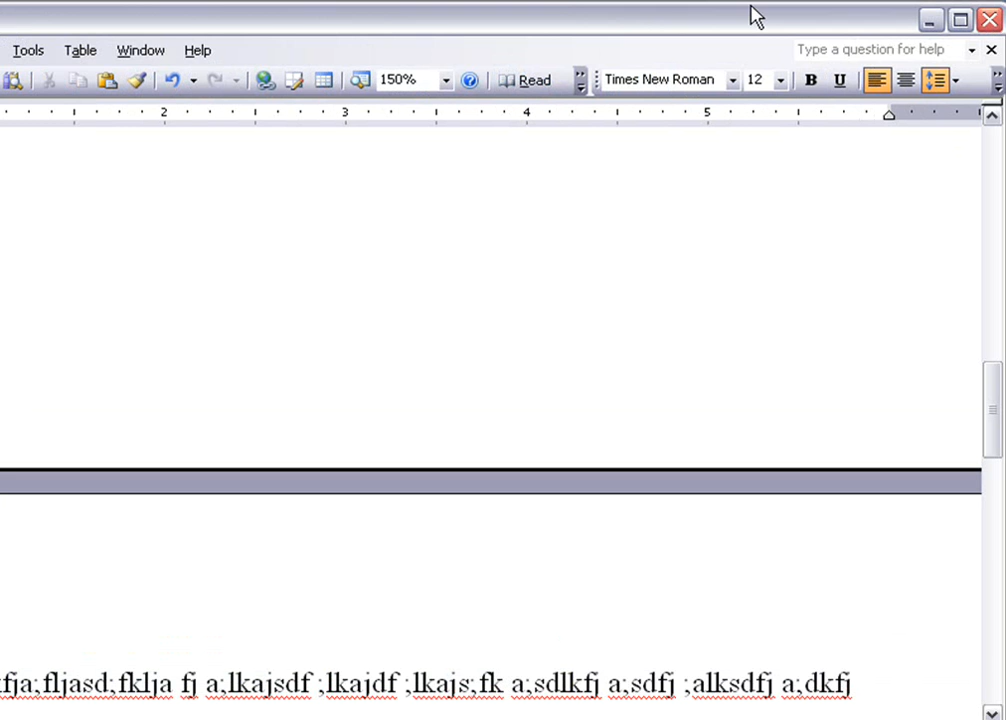 Tools Table Window Help Type a question for help
150% Read Times New Roman 12 B U
2 3 4 5
fja;fljasd;fklja fj a;lkajsdf ;lkajdf ;lkajs;fk a;sdlkfj a;sdfj ;alksdfj a;dkfj